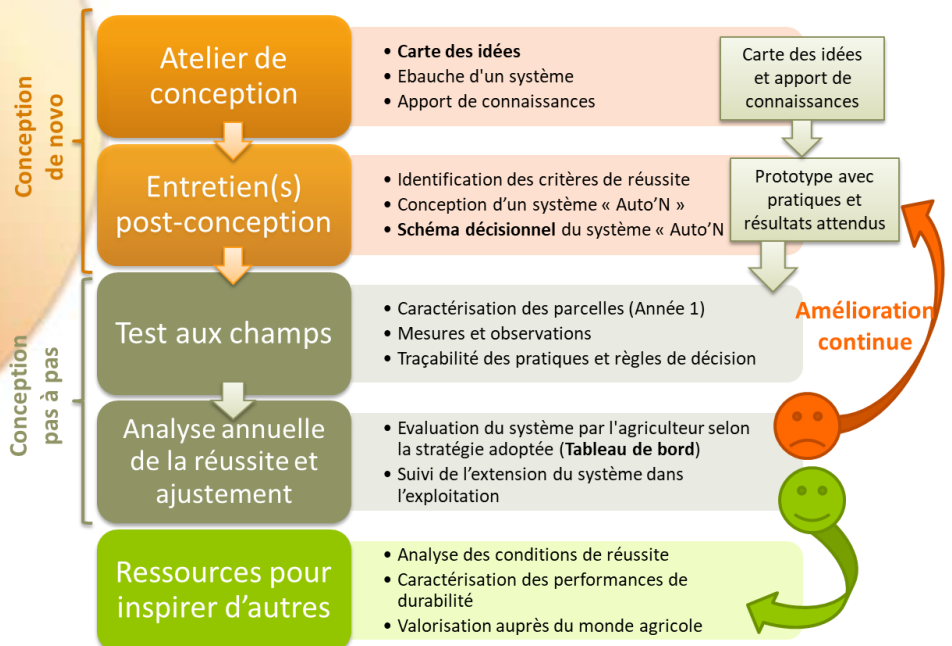 Conception
de novo
Atelier de
conception
• Carte des idées
• Ebauche d'un système
• Apport de connaissances
Carte des idées
et apport de
connaissances
Entretien(s)
post-conception
• Identification des critères de réussite
• Conception d'un système « Auto'N »
• Schéma décisionnel du système « Auto'N
Prototype avec
pratiques et
résultats attendus
Conception
pas à pas
Test aux champs
• Caractérisation des parcelles (Année 1)
• Mesures et observations
• Traçabilité des pratiques et règles de décision
Amélioration
continue
Analyse annuelle
de la réussite et
ajustement
• Evaluation du système par l'agriculteur selon
la stratégie adoptée (Tableau de bord)
• Suivi de l'extension du système dans
l'exploitation
Ressources pour
inspirer d'autres
• Analyse des conditions de réussite
• Caractérisation des performances de
durabilité
• Valorisation auprès du monde agricole